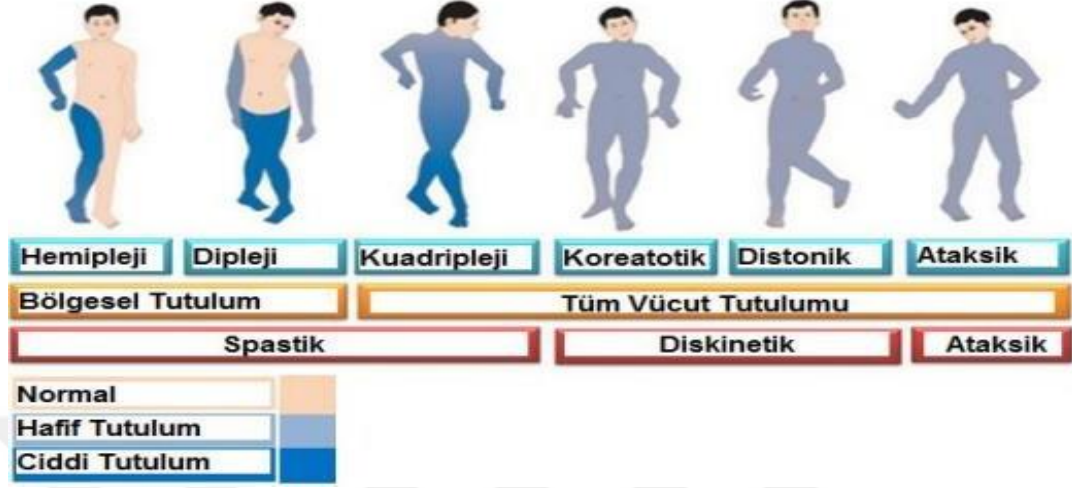 Hemipleji Dipleji Kuadripleji Koreatotik Distonik Ataksik
Bölgesel Tutulum Tüm Vücut Tutulumu
Spastik Diskinetik Ataksik
Normal
Hafif Tutulum
Ciddi Tutulum